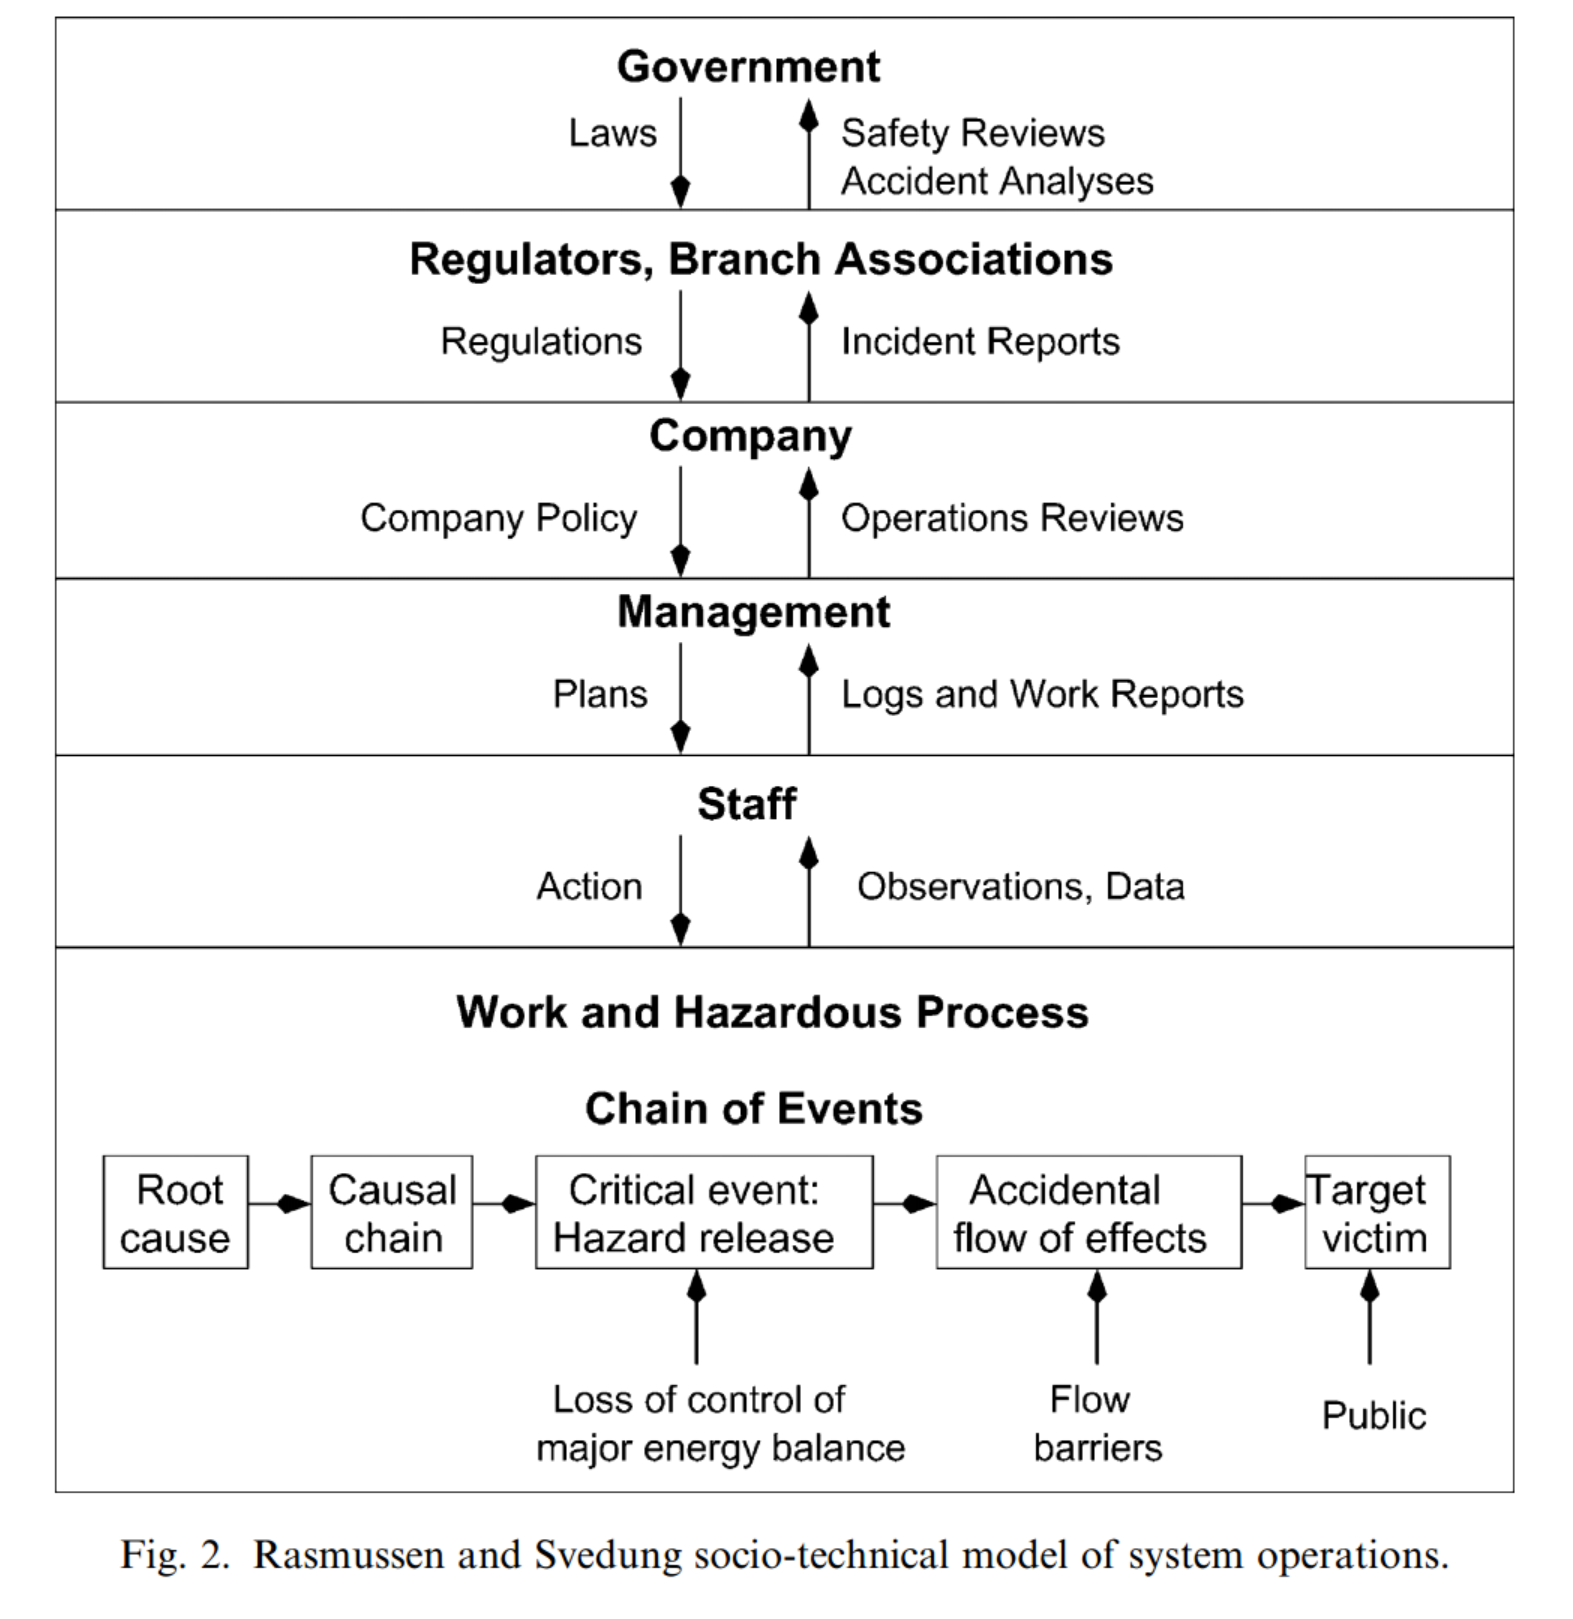 Government
Laws
Safety Reviews
Accident Analyses
Regulators, Branch Associations
Regulations
Incident Reports
Company
Company Policy
Operations Reviews
Management
Plans
Logs and Work Reports
Staff
Action
Observations, Data
Work and Hazardous Process
Chain of Events
Root
cause
Causal
chain
Critical event:
Hazard release
Accidental
flow of effects
Target
victim
Loss of control of
major energy balance
Flow
barriers
Public
Fig. 2. Rasmussen and Svedung socio-technical model of system operations.